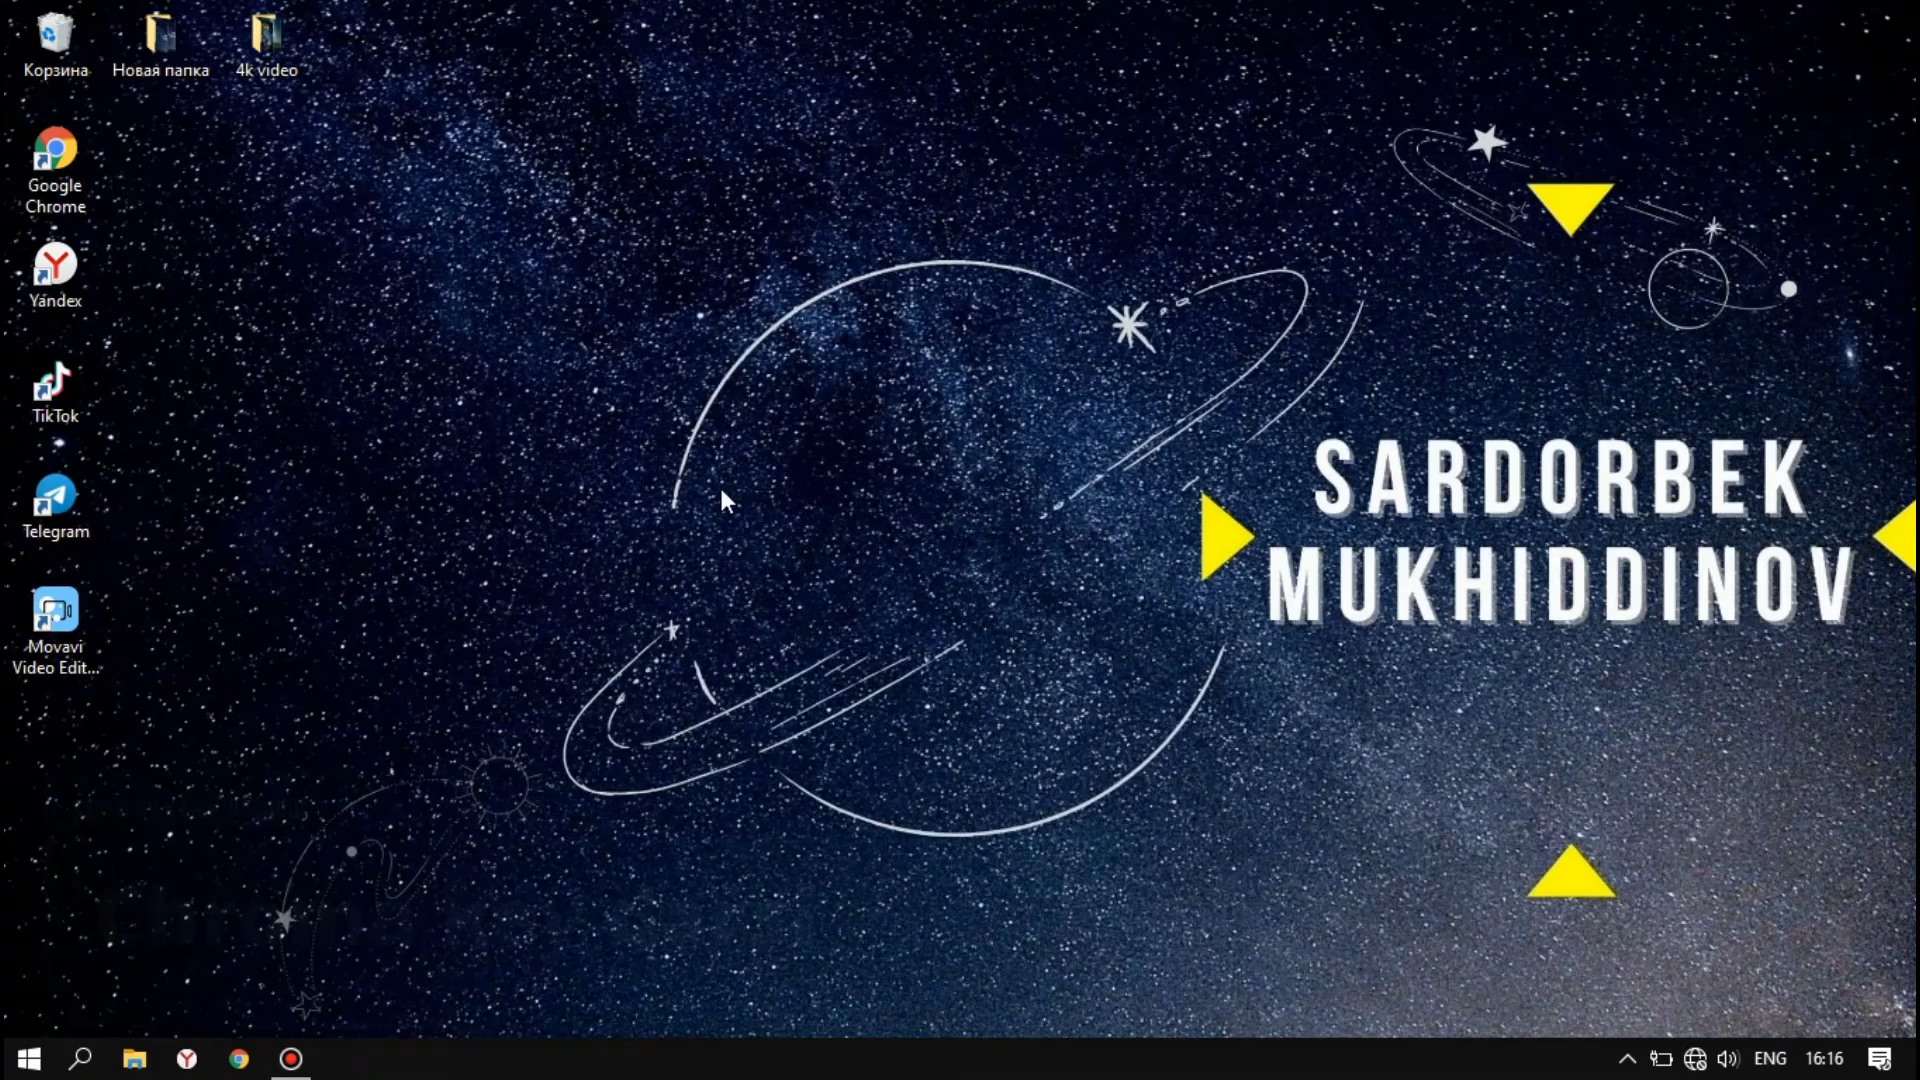 Корзина
Новая папка
4k video
Google
Chrome
Yandex
TikTok
Telegram
Movavi
Video Edit...
SARDORBEK
MUKHIDDINOV
ENG
16:16